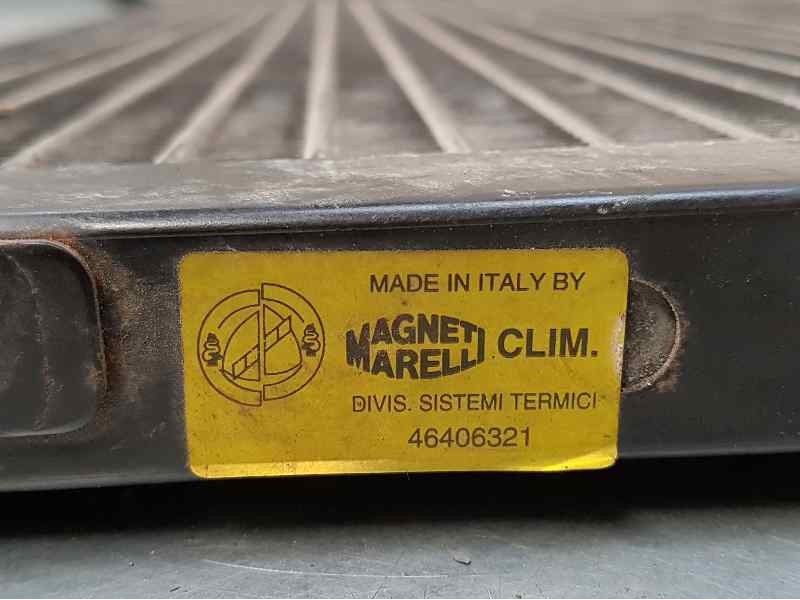 MADE IN ITALY BY
MAGNETI
MARELLI CLIM.
DIVIS. SISTEMI TERMICI
46406321